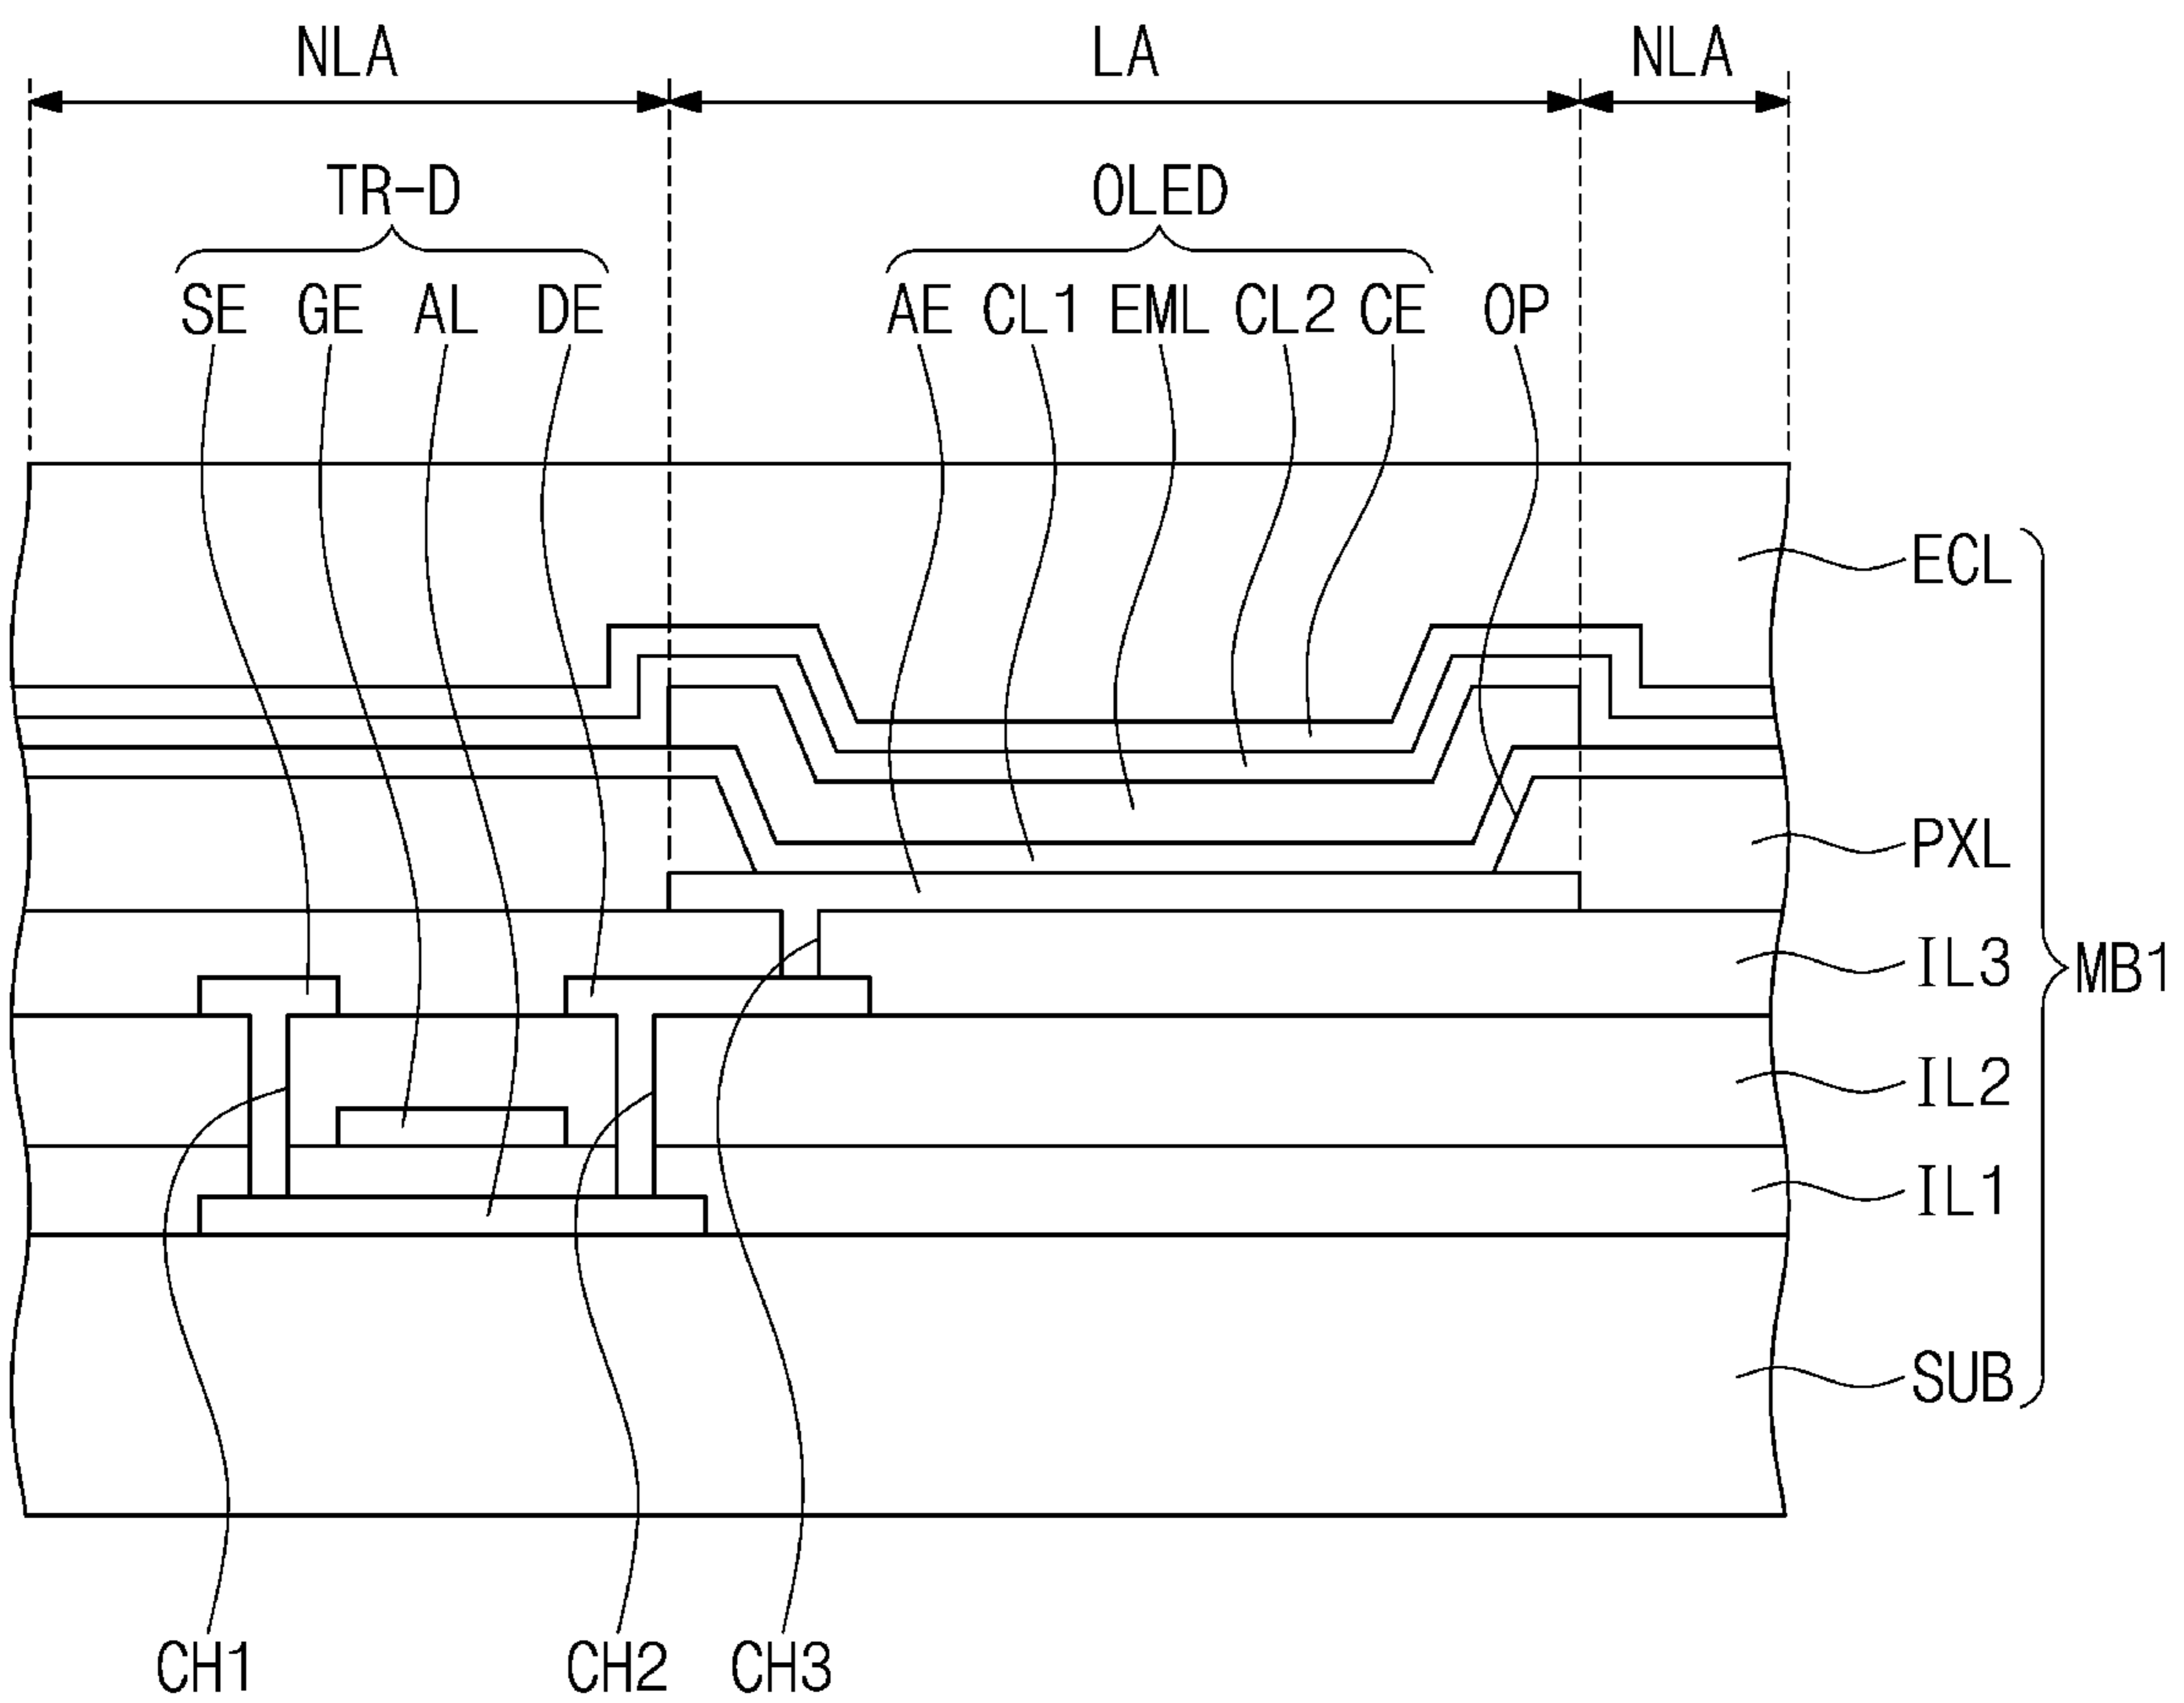 NLA LA NLA
TR-D OLED
SE GE AL DE AE CL1 EML CL2 CE OP
ECL
PXL
IL3
MB1
IL2
IL1
SUB
CH1 CH2 CH3